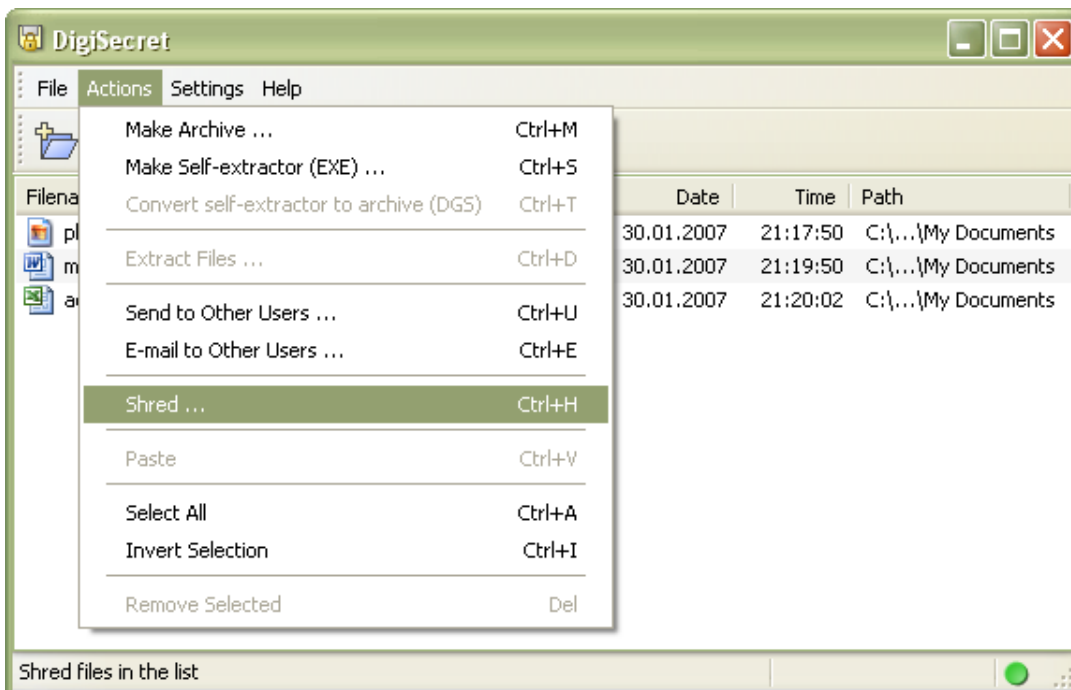 DigiSecret
File Actions Settings Help
Make Archive ... Ctrl+M
Make Self-extractor (EXE) ... Ctrl+S
Convert self-extractor to archive (DGS) Ctrl+T
Extract Files ... Ctrl+D
Send to Other Users ... Ctrl+U
E-mail to Other Users ... Ctrl+E
Shred ... Ctrl+H
Paste Ctrl+V
Select All Ctrl+A
Invert Selection Ctrl+I
Remove Selected Del
Date Time Path
30.01.2007 21:17:50 C:\...\My Documents
30.01.2007 21:19:50 C:\...\My Documents
30.01.2007 21:20:02 C:\...\My Documents
Shred files in the list